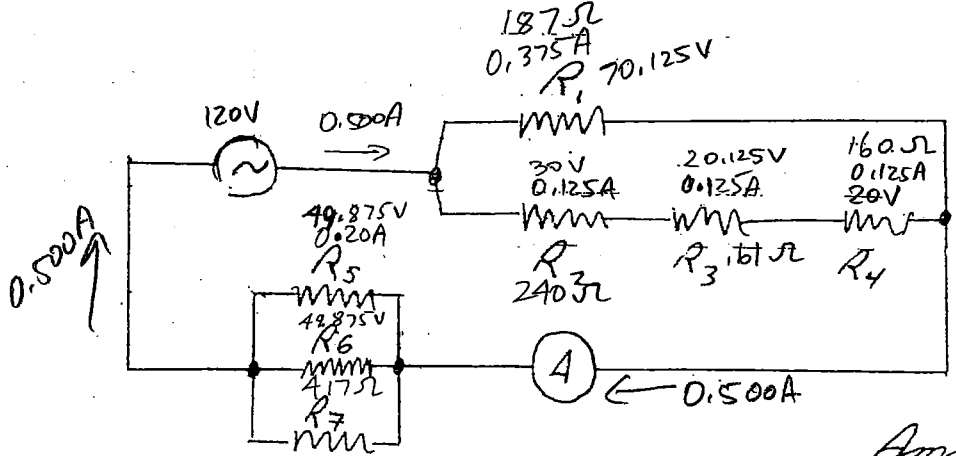 187Ω
0.375A
R₁ 70.125V
120V
0.500A
30V
0.125A
R₂
240Ω
20.125V
0.125A
R₃ 161Ω
160Ω
0.125A
20V
R₄
0.500A
49.875V
0.20A
R₅
49.875V
R₆
417Ω
R₇
A
0.500A